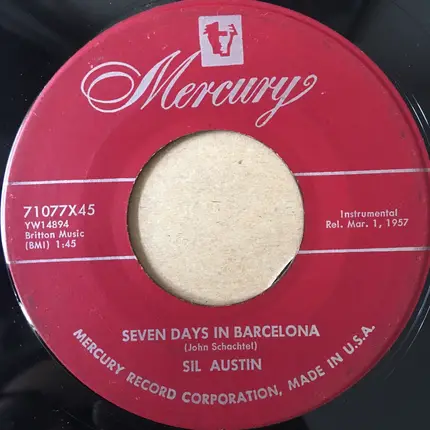 Mercury
71077X45
YW14894
Britton Music
(BMI) 1:45
Instrumental
Rel. Mar. 1, 1957
SEVEN DAYS IN BARCELONA
(John Schachtel)
SIL AUSTIN
MERCURY RECORD CORPORATION, MADE IN U.S.A.